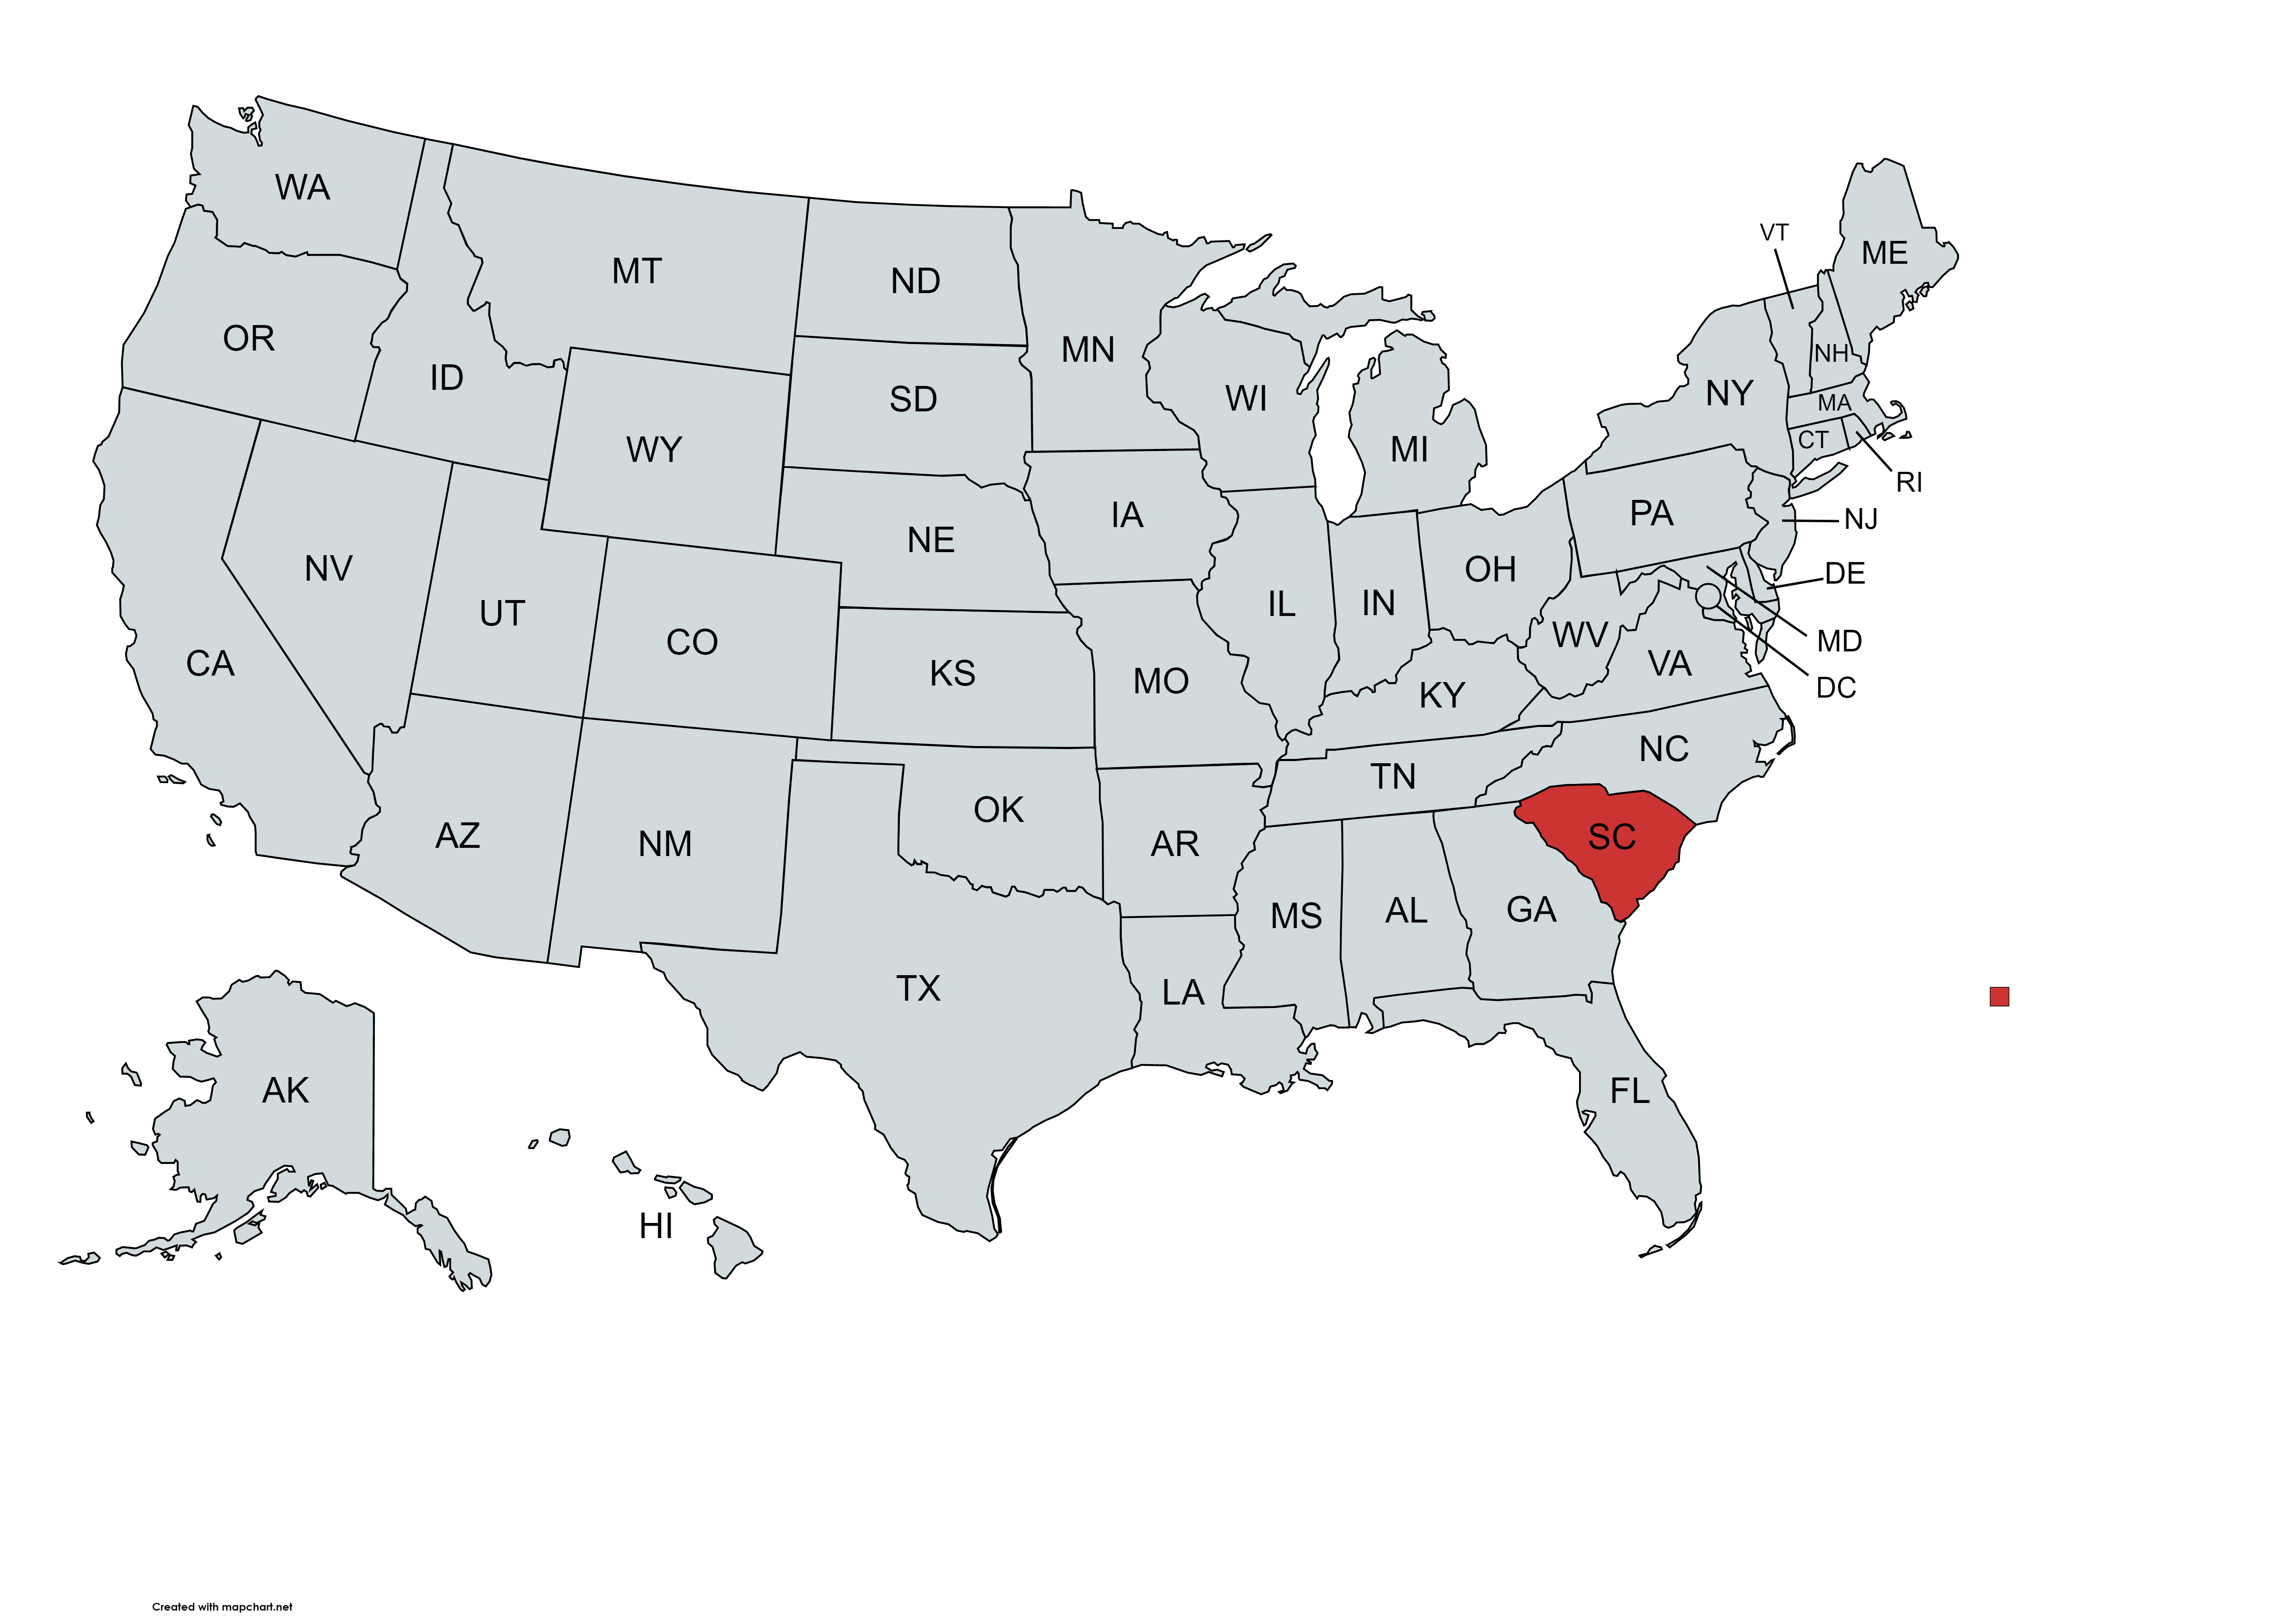 WA
MT
ND
MN
OR
ID
SD
WI
MI
VT
ME
NH
NY
MA
CT
RI
WY
NE
IA
PA
NJ
NV
UT
CO
KS
MO
IL
IN
OH
DE
WV
VA
MD
DC
CA
KY
NC
AZ
NM
OK
AR
TN
SC
TX
LA
MS
AL
GA
FL
AK
HI
Created with mapchart.net